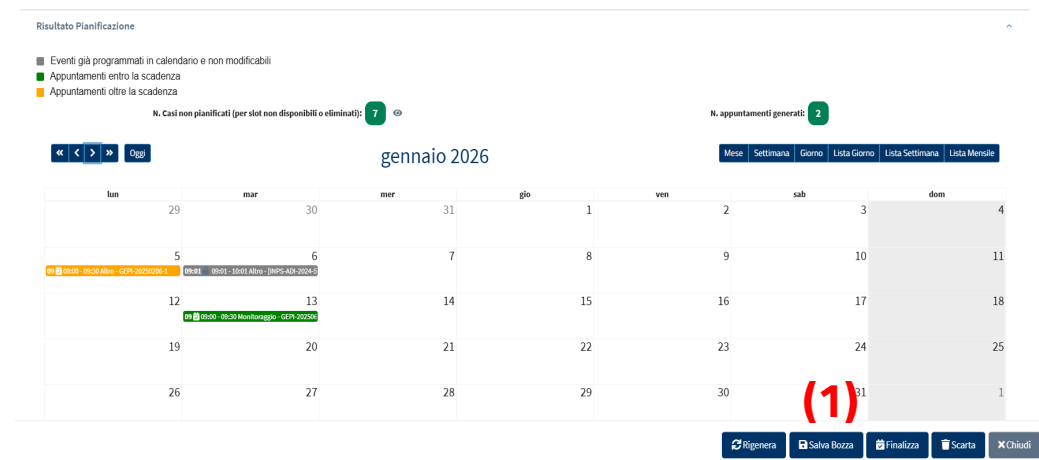 Risultato Pianificazione
Eventi già programmati in calendario e non modificabili
Appuntamenti entro la scadenza
Appuntamenti oltre la scadenza
N. Casi non pianificati (per slot non disponibili o eliminati): 7 N. appuntamenti generati: 2
Oggi gennaio 2026 Mese Settimana Giorno Lista Giorno Lista Settimana Lista Mensile
lun mar mer gio ven sab dom
29 30 31 1 2 3 4
5 6 7 8 9 10 11
09 09:00 - 09:30 Altro - GEPI-20250206-1 09:01 09:01 - 10:01 Altro - [INPS-ADI-2024-5
12 13 14 15 16 17 18
09 09:00 - 09:30 Monitoraggio - GEPI-202506
19 20 21 22 23 24 25
26 27 28 29 30 31 1
(1)
Rigenera Salva Bozza Finalizza Scarta Chiudi